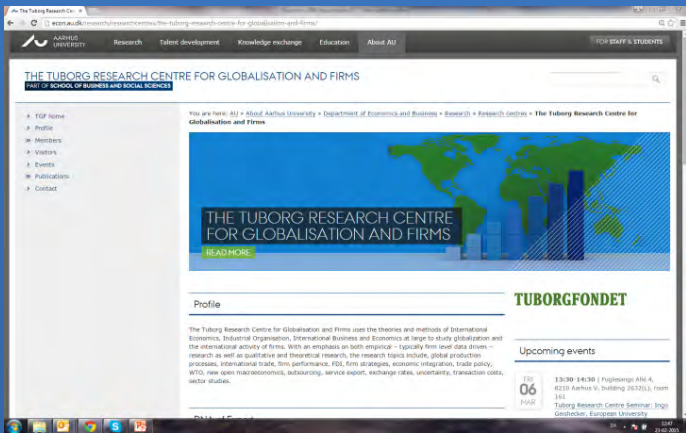 The Tuborg Research Cen
econ.au.dk/research/researchcentres/the-tuborg-research-centre-for-globalisation-and-firms/
AARHUS
UNIVERSITY
Research
Talent development
Knowledge exchange
Education
About AU
FOR STAFF & STUDENTS
THE TUBORG RESEARCH CENTRE FOR GLOBALISATION AND FIRMS
PART OF SCHOOL OF BUSINESS AND SOCIAL SCIENCES
TGF home
Profile
Members
Visitors
Events
Publications
Contact
You are here: AU » About Aarhus University » Department of Economics and Business » Research » Research centres » The Tuborg Research Centre for
Globalisation and Firms
THE TUBORG RESEARCH CENTRE
FOR GLOBALISATION AND FIRMS
READ MORE
Profile
The Tuborg Research Centre for Globalisation and Firms uses the theories and methods of International
Economics, Industrial Organisation, International Business and Economics at large to study globalization and
the international activity of firms. With an emphasis on both empirical – typically firm level data driven –
research as well as qualitative and theoretical research, the research topics include, global production
processes, international trade, firm performance, FDI, firm strategies, economic integration, trade policy,
WTO, new open macroeconomics, outsourcing, service export, exchange rates, uncertainty, transaction costs,
sector studies.
TUBORGFONDET
Upcoming events
FRI
06
MAR
13:30-14:30 | Fuglesangs Allé 4,
8210 Aarhus V, building 2632(L), room
161
Tuborg Research Centre Seminar: Ingo
Geishecker, European University
12:47
23-02-2015